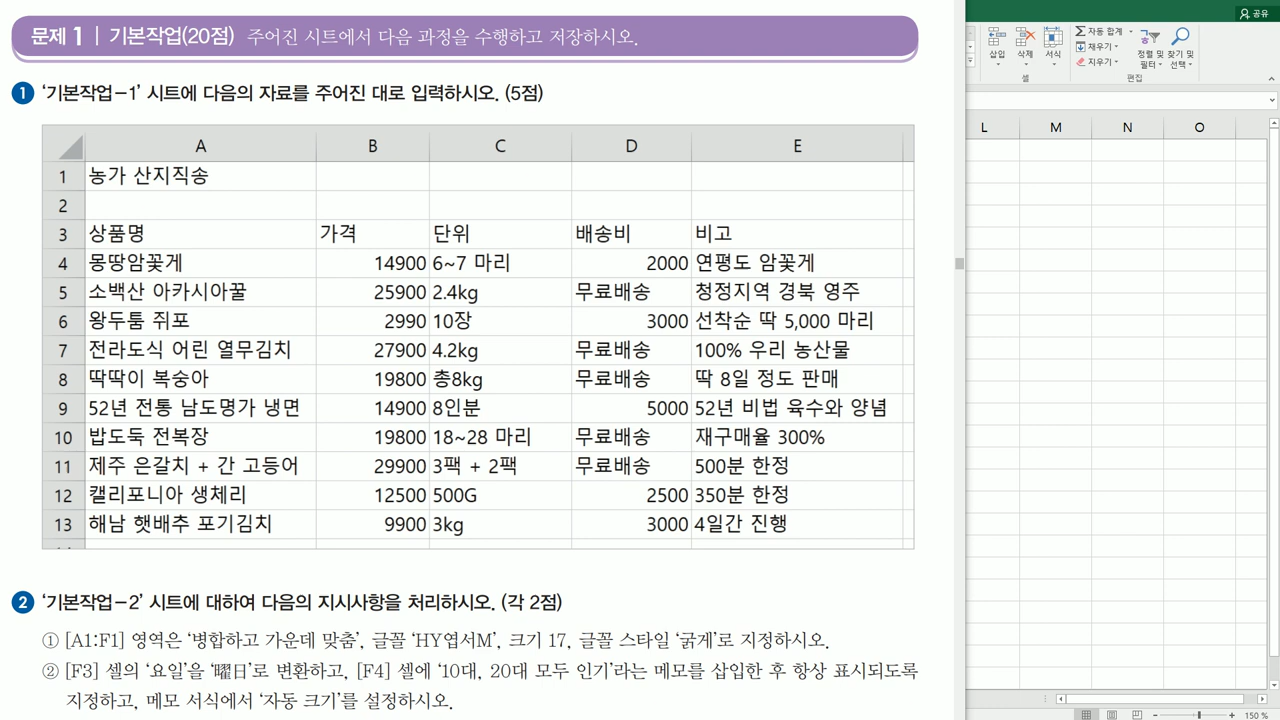 문제 1 | 기본작업(20점) 주어진 시트에서 다음 과정을 수행하고 저장하시오.
① '기본작업-1' 시트에 다음의 자료를 주어진 대로 입력하시오. (5점)
A B C D E
1 농가 산지직송
2
3 상품명 가격 단위 배송비 비고
4 몽땅암꽃게 14900 6~7 마리 2000 연평도 암꽃게
5 소백산 아카시아꿀 25900 2.4kg 무료배송 청정지역 경북 영주
6 왕두툼 쥐포 2990 10장 3000 선착순 딱 5,000 마리
7 전라도식 어린 열무김치 27900 4.2kg 무료배송 100% 우리 농산물
8 딱딱이 복숭아 19800 총8kg 무료배송 딱 8일 정도 판매
9 52년 전통 남도명가 냉면 14900 8인분 5000 52년 비법 육수와 양념
10 밥도둑 전복장 19800 18~28 마리 무료배송 재구매율 300%
11 제주 은갈치 + 간 고등어 29900 3팩 + 2팩 무료배송 500분 한정
12 캘리포니아 생체리 12500 500G 2500 350분 한정
13 해남 햇배추 포기김치 9900 3kg 3000 4일간 진행
② '기본작업-2' 시트에 대하여 다음의 지시사항을 처리하시오. (각 2점)
① [A1:F1] 영역은 '병합하고 가운데 맞춤', 글꼴 'HY엽서M', 크기 17, 글꼴 스타일 '굵게'로 지정하시오.
② [F3] 셀의 '요일'을 '曜日'로 변환하고, [F4] 셀에 '10대, 20대 모두 인기'라는 메모를 삽입한 후 항상 표시되도록
지정하고, 메모 서식에서 '자동 크기'를 설정하시오.
공유
삽입 삭제 서식
셀
∑ 자동 합계
채우기
지우기
정렬 및 필터
찾기 및 선택
편집
L M N O
150 %